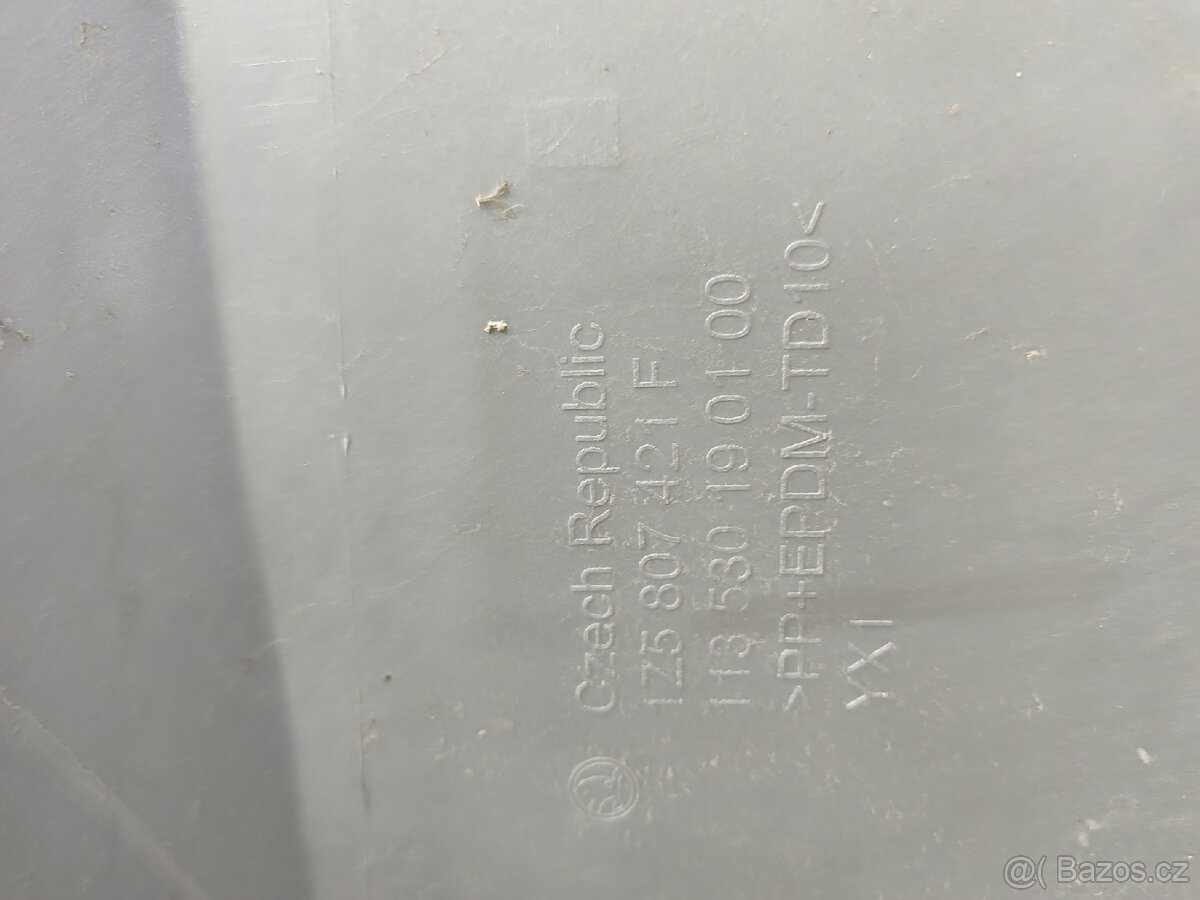 Czech Republic
1Z5 807 421 F
113 530 19 01 00
>PP+EPDM-TD10<
YX1
@( Bazos.cz